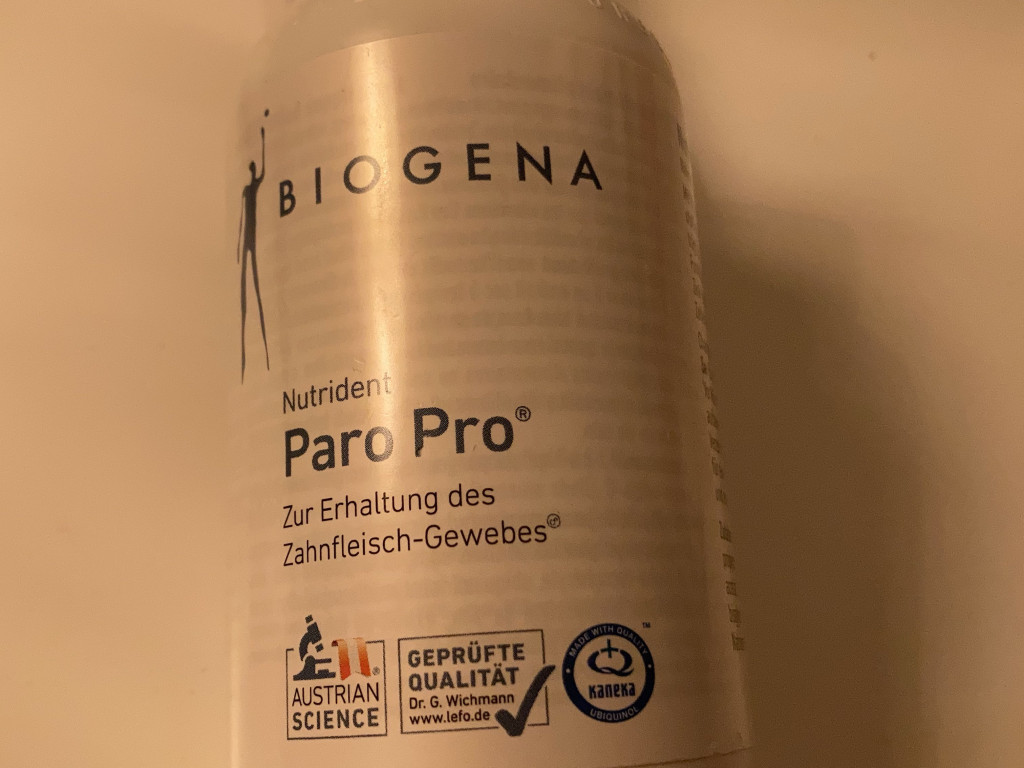 BIOGENA
Nutrident
Paro Pro®
Zur Erhaltung des
Zahnfleisch-Gewebes
AUSTRIAN
SCIENCE
®
GEPRÜFTE
QUALITÄT
Dr. G. Wichmann
www.lefo.de
MADE WITH QUALITY
Kaneka
UBIQUINOL
™